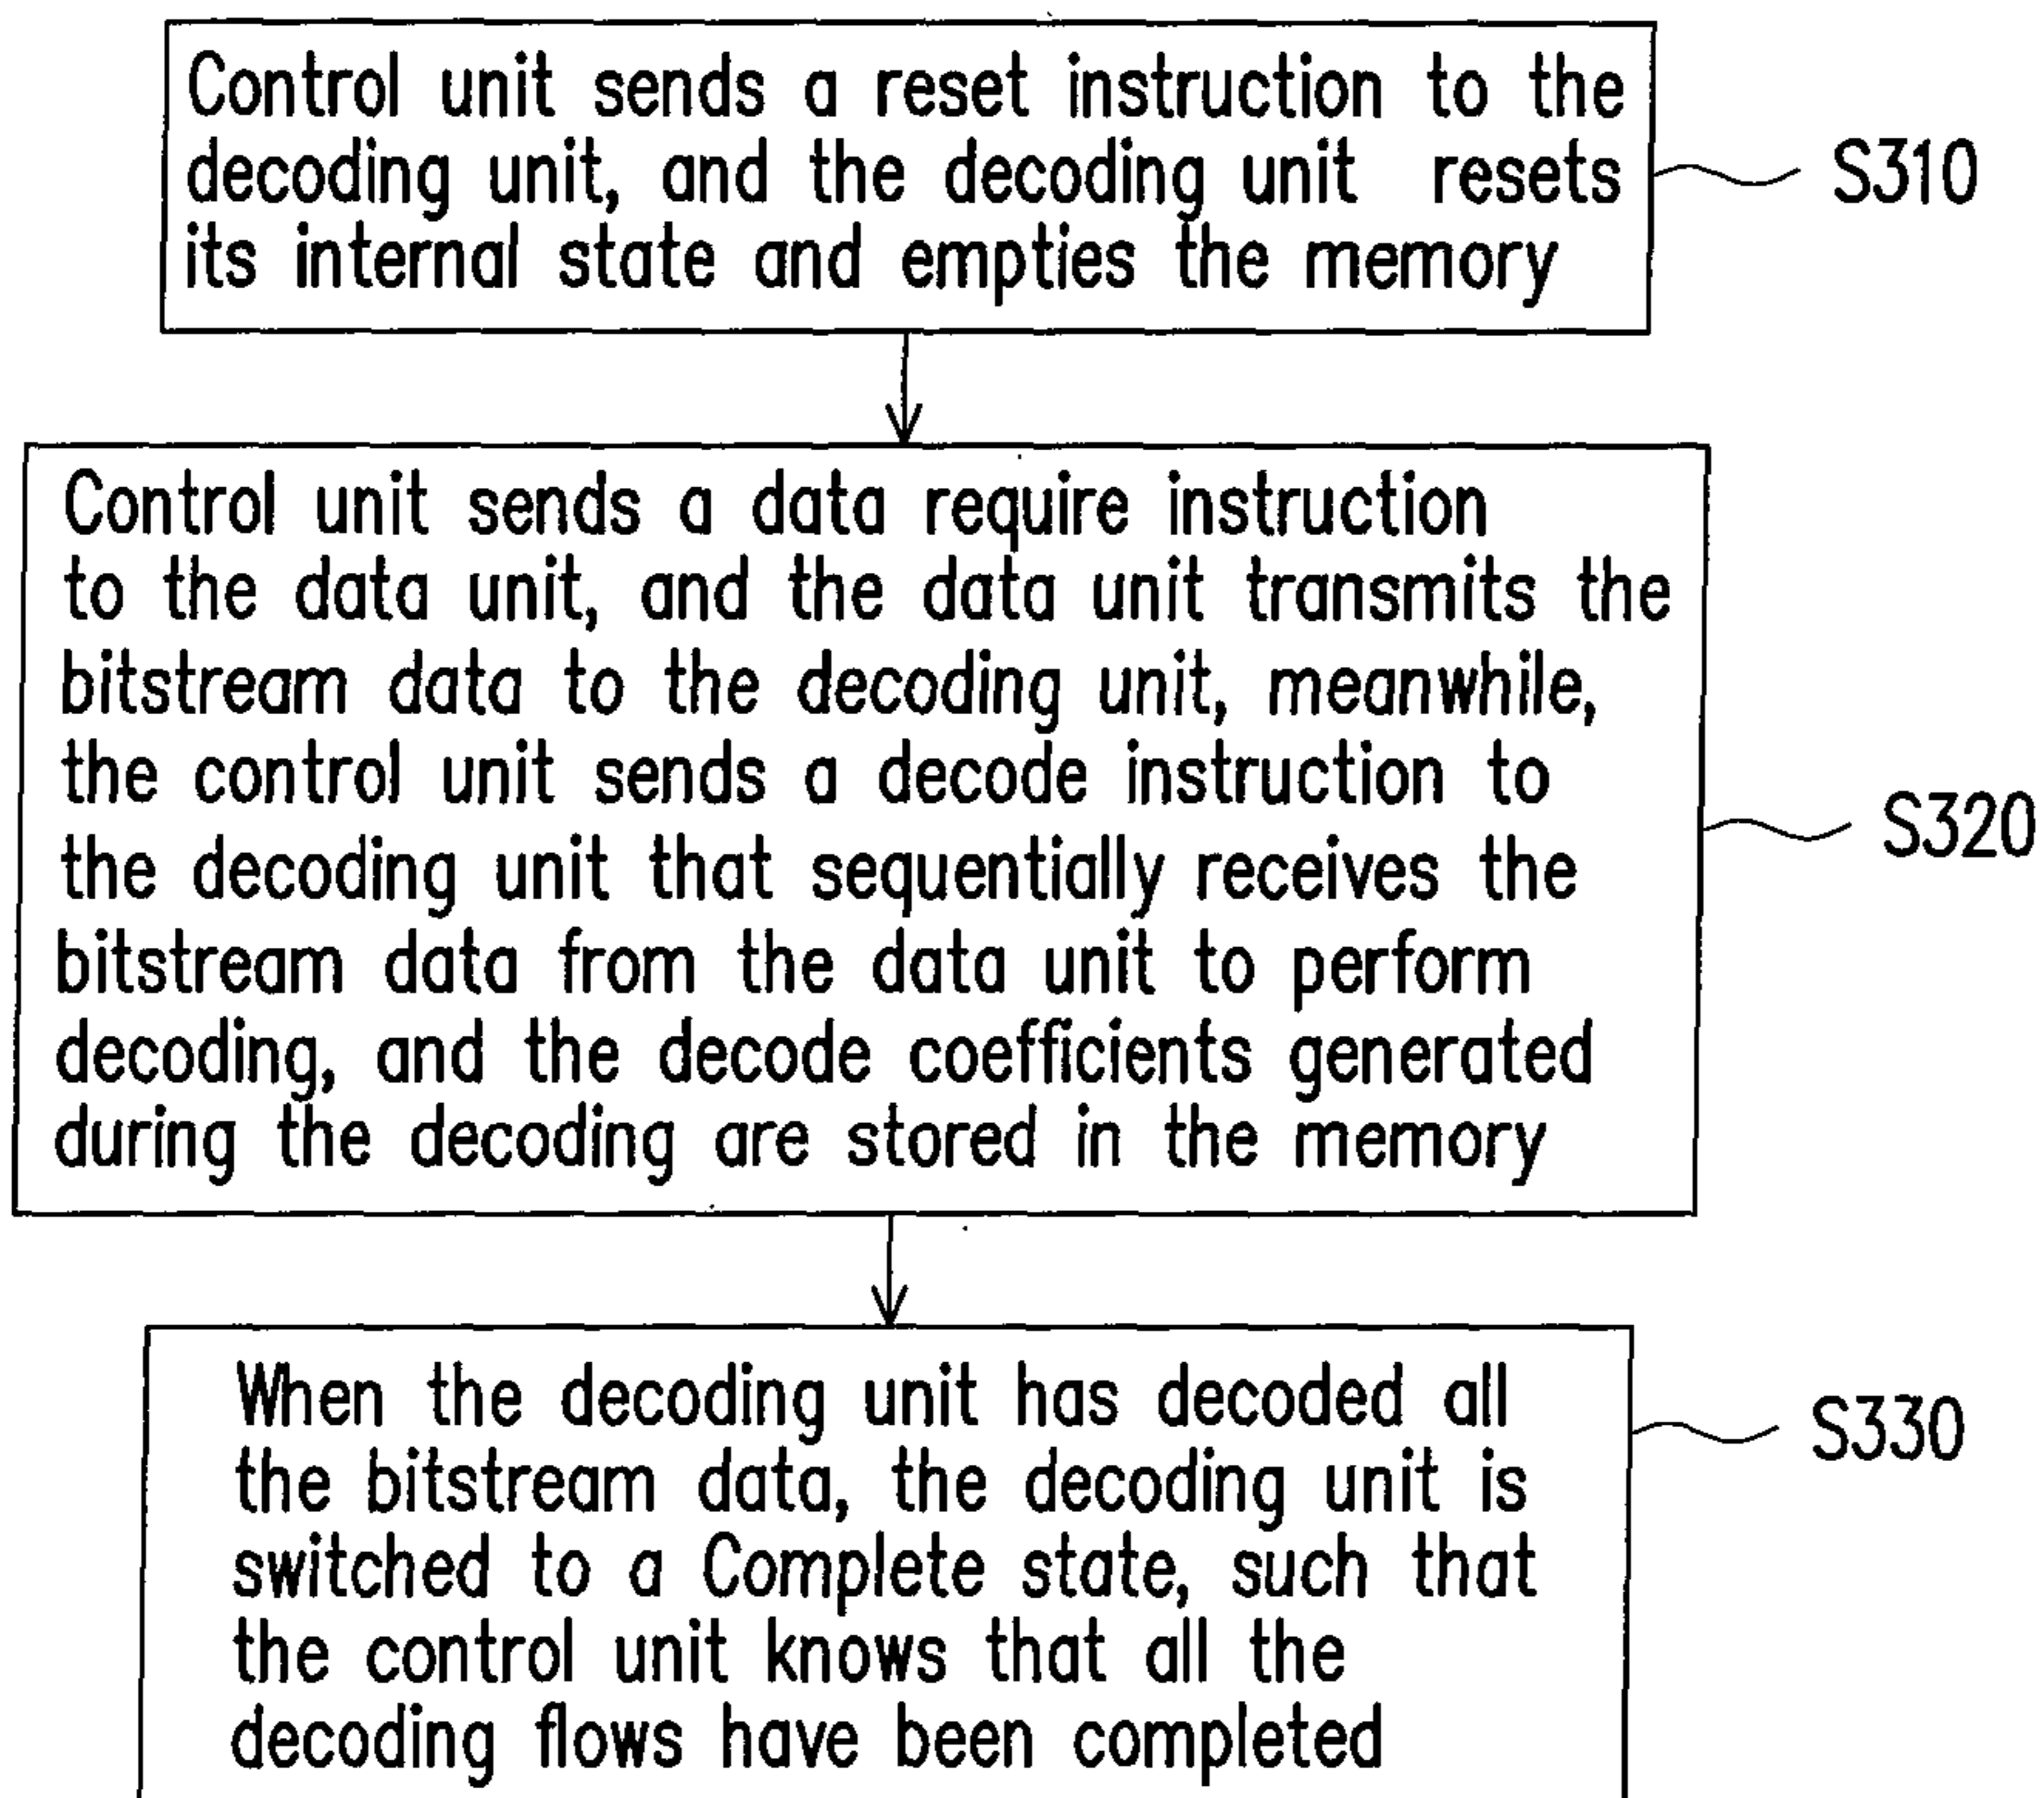 Control unit sends a reset instruction to the
decoding unit, and the decoding unit resets
its internal state and empties the memory
S310
Control unit sends a data require instruction
to the data unit, and the data unit transmits the
bitstream data to the decoding unit, meanwhile,
the control unit sends a decode instruction to
the decoding unit that sequentially receives the
bitstream data from the data unit to perform
decoding, and the decode coefficients generated
during the decoding are stored in the memory
S320
When the decoding unit has decoded all
the bitstream data, the decoding unit is
switched to a Complete state, such that
the control unit knows that all the
decoding flows have been completed
S330